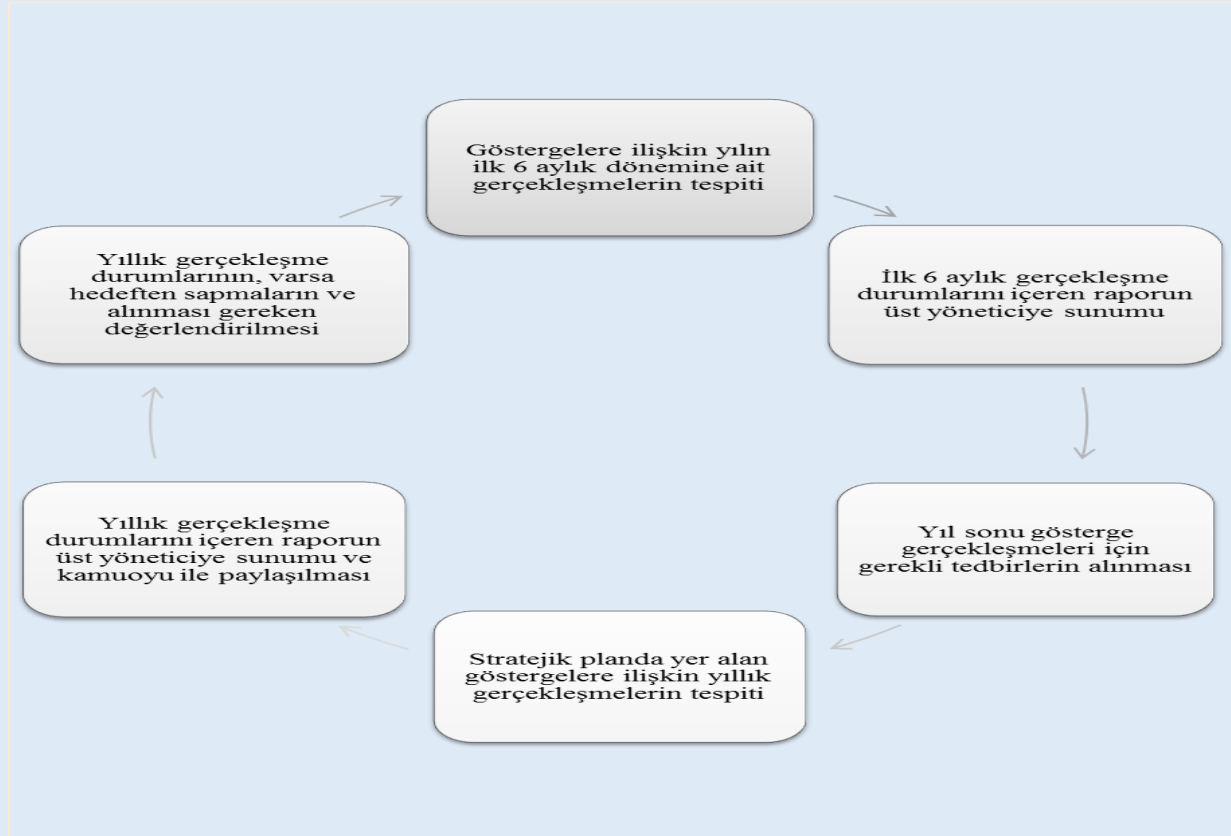 Göstergelere ilişkin yılın
ilk 6 aylık dönemine ait
gerçekleşmelerin tespiti
İlk 6 aylık gerçekleşme
durumlarını içeren raporun
üst yöneticiye sunumu
Yıl sonu gösterge
gerçekleşmeleri için
gerekli tedbirlerin alınması
Stratejik planda yer alan
göstergelere ilişkin yıllık
gerçekleşmelerin tespiti
Yıllık gerçekleşme
durumlarını içeren raporun
üst yöneticiye sunumu ve
kamuoyu ile paylaşılması
Yıllık gerçekleşme
durumlarının, varsa
hedeften sapmaların ve
alınması gereken
değerlendirilmesi